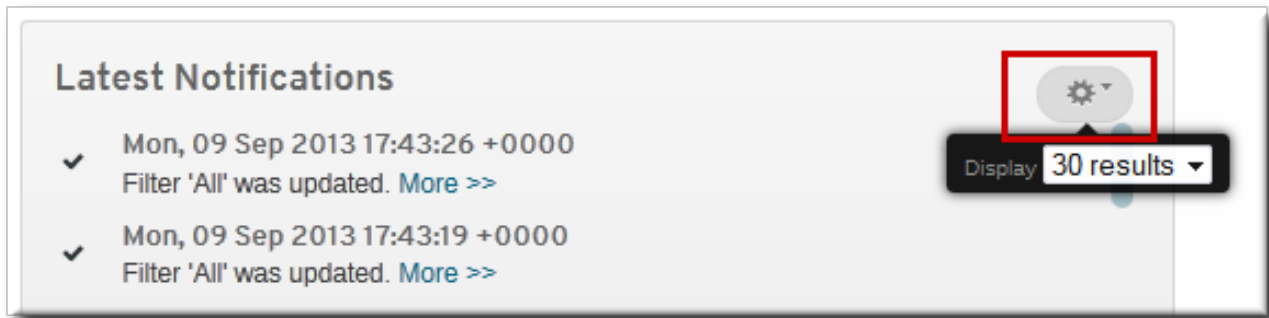 Latest Notifications
Mon, 09 Sep 2013 17:43:26 +0000
Filter 'All' was updated. More >>
Display 30 results
Mon, 09 Sep 2013 17:43:19 +0000
Filter 'All' was updated. More >>